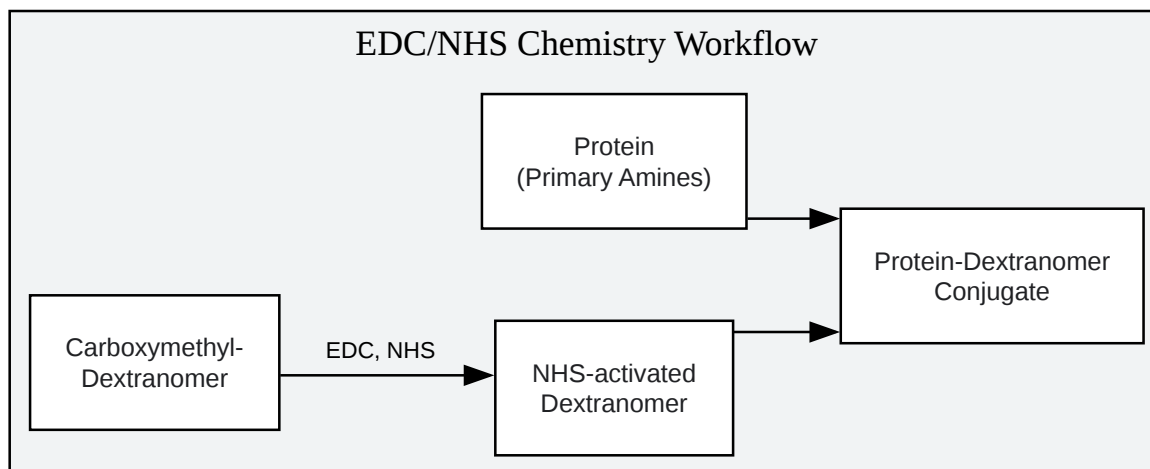 EDC/NHS Chemistry Workflow
Protein
(Primary Amines)
Protein-Dextranomer
Conjugate
Carboxymethyl-
Dextranomer
EDC, NHS
NHS-activated
Dextranomer